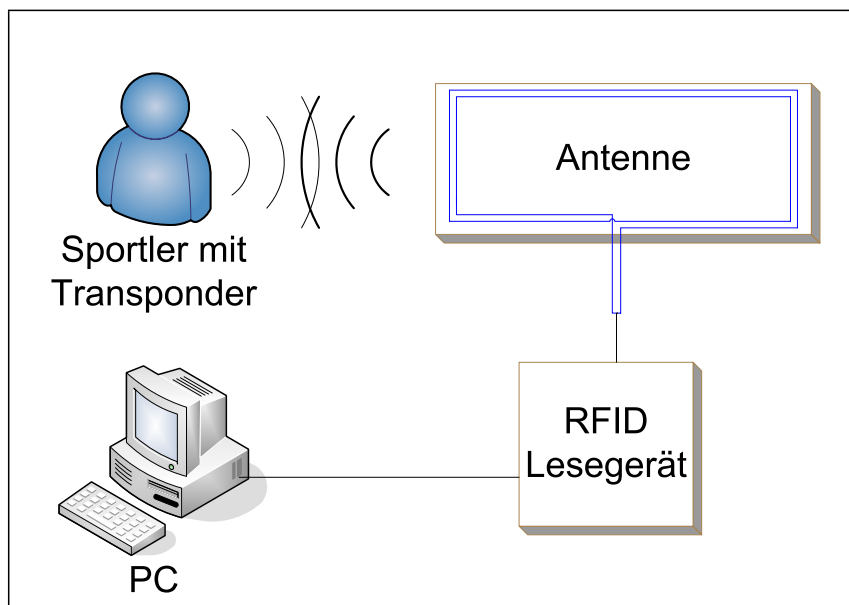 Antenne
Sportler mit
Transponder
RFID
Lesegerät
PC